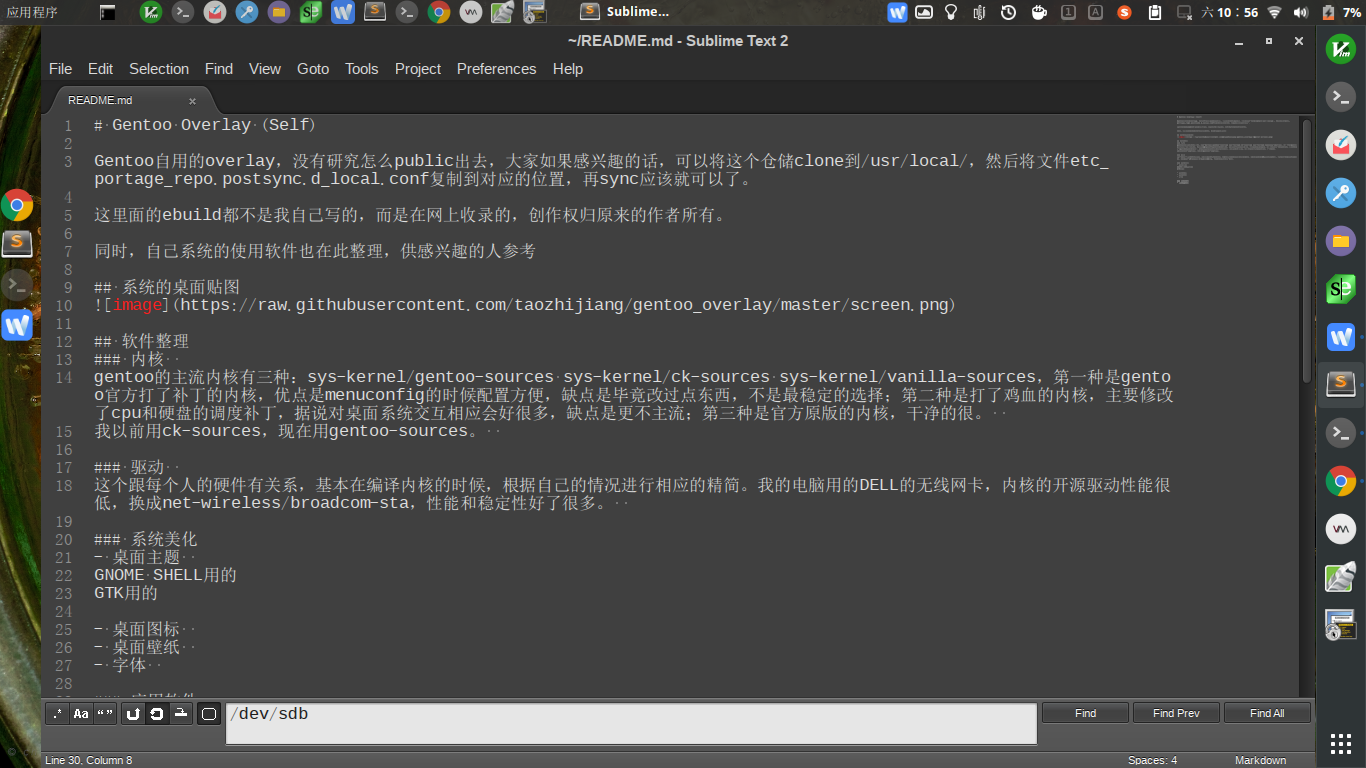 应用程序
Sublime...
六 10：56
7%
~/README.md - Sublime Text 2
File Edit Selection Find View Goto Tools Project Preferences Help
README.md
1 # Gentoo Overlay (Self)
2
3 Gentoo自用的overlay，没有研究怎么public出去，大家如果感兴趣的话，可以将这个仓储clone到/usr/local/，然后将文件etc_
portage_repo.postsync.d_local.conf复制到对应的位置，再sync应该就可以了。
4
5 这里面的ebuild都不是我自己写的，而是在网上收录的，创作权归原来的作者所有。
6
7 同时，自己系统的使用软件也在此整理，供感兴趣的人参考
8
9 ## 系统的桌面贴图
10 ![image](https://raw.githubusercontent.com/taozhijiang/gentoo_overlay/master/screen.png)
11
12 ## 软件整理
13 ### 内核
14 gentoo的主流内核有三种：sys-kernel/gentoo-sources sys-kernel/ck-sources sys-kernel/vanilla-sources，第一种是gento
o官方打了补丁的内核，优点是menuconfig的时候配置方便，缺点是毕竟改过点东西，不是最稳定的选择；第二种是打了鸡血的内核，主要修改
了cpu和硬盘的调度补丁，据说对桌面系统交互相应会好很多，缺点是更不主流；第三种是官方原版的内核，干净的很。
15 我以前用ck-sources，现在用gentoo-sources。
16
17 ### 驱动
18 这个跟每个人的硬件有关系，基本在编译内核的时候，根据自己的情况进行相应的精简。我的电脑用的DELL的无线网卡，内核的开源驱动性能很
低，换成net-wireless/broadcom-sta，性能和稳定性好了很多。
19
20 ### 系统美化
21 - 桌面主题
22 GNOME SHELL用的
23 GTK用的
24
25 - 桌面图标
26 - 桌面壁纸
27 - 字体
28
/dev/sdb
Find Find Prev Find All
Line 30, Column 8
Spaces: 4
Markdown